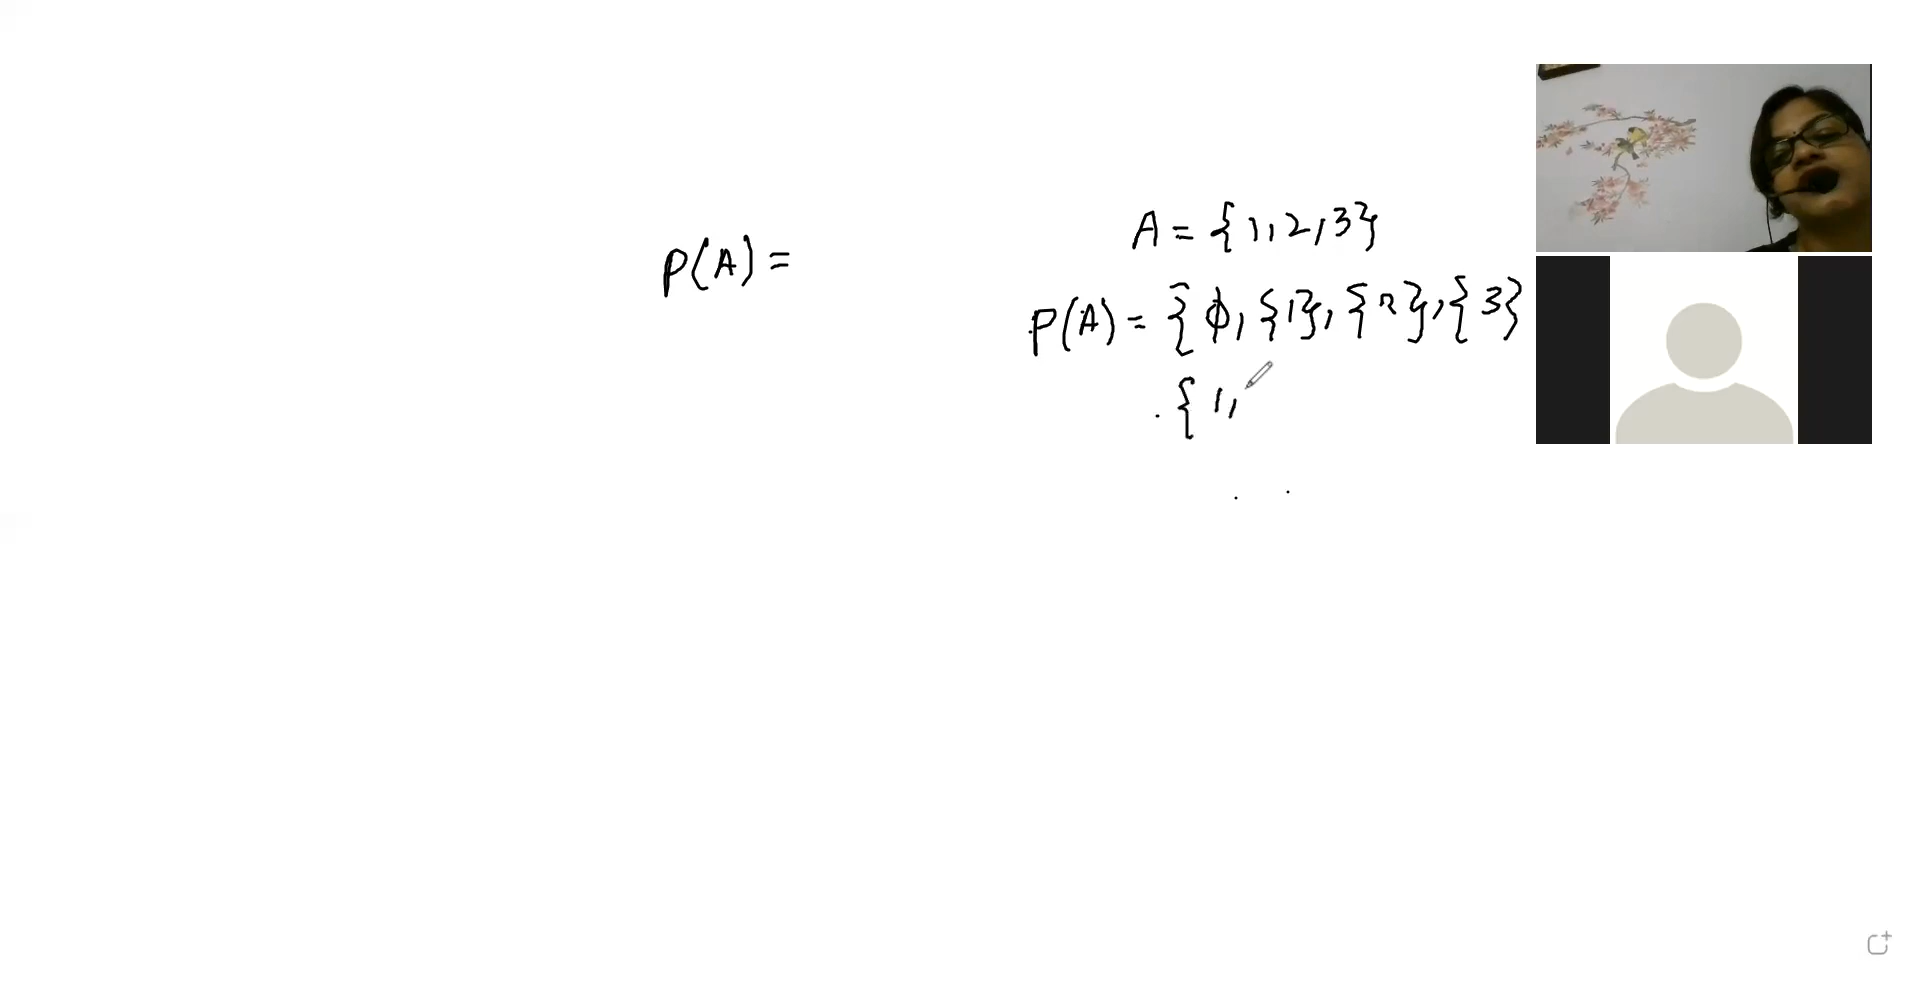 A = {1,2,3}
P(A) =
P(A) = {ϕ, {1}, {2}, {3}
{1,